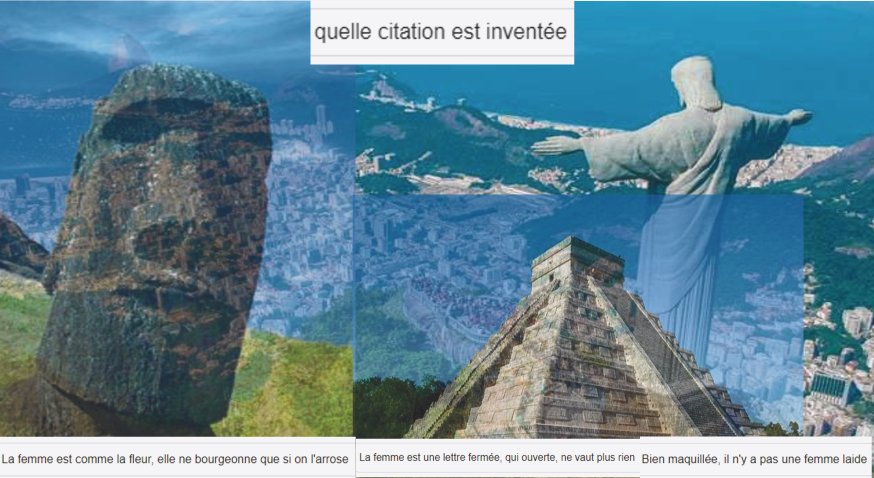 quelle citation est inventée
La femme est comme la fleur, elle ne bourgeonne que si on l'arrose
La femme est une lettre fermée, qui ouverte, ne vaut plus rien
Bien maquillée, il n'y a pas une femme laide